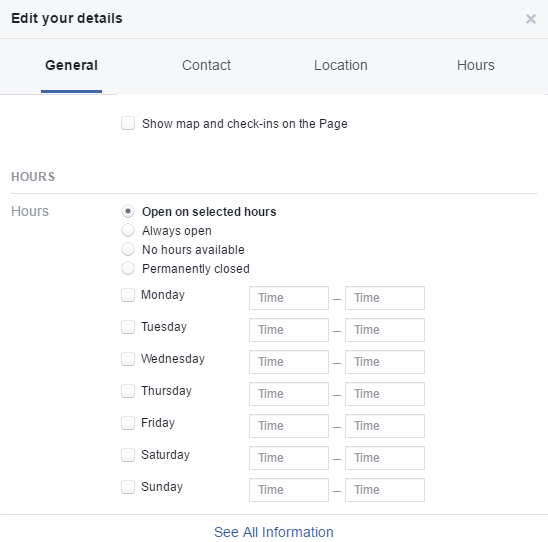 Edit your details
General Contact Location Hours
Show map and check-ins on the Page
HOURS
Hours
Open on selected hours
Always open
No hours available
Permanently closed
Monday Time – Time
Tuesday Time – Time
Wednesday Time – Time
Thursday Time – Time
Friday Time – Time
Saturday Time – Time
Sunday Time – Time
See All Information